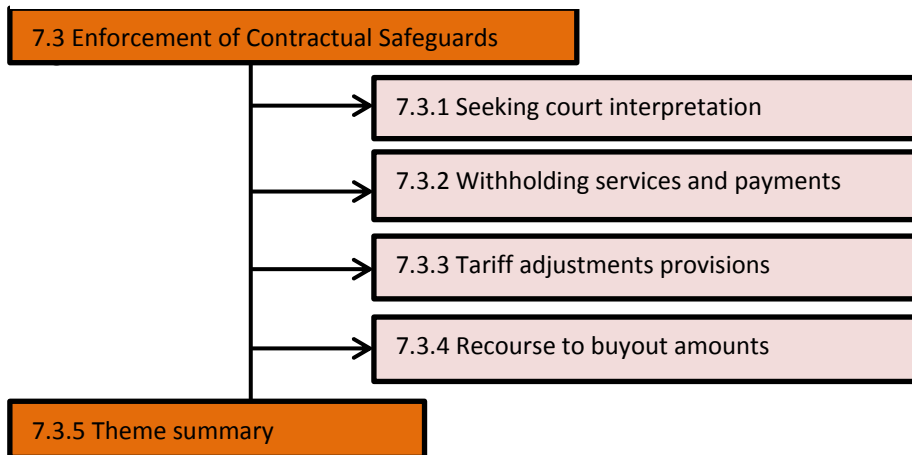 7.3 Enforcement of Contractual Safeguards
7.3.1 Seeking court interpretation
7.3.2 Withholding services and payments
7.3.3 Tariff adjustments provisions
7.3.4 Recourse to buyout amounts
7.3.5 Theme summary